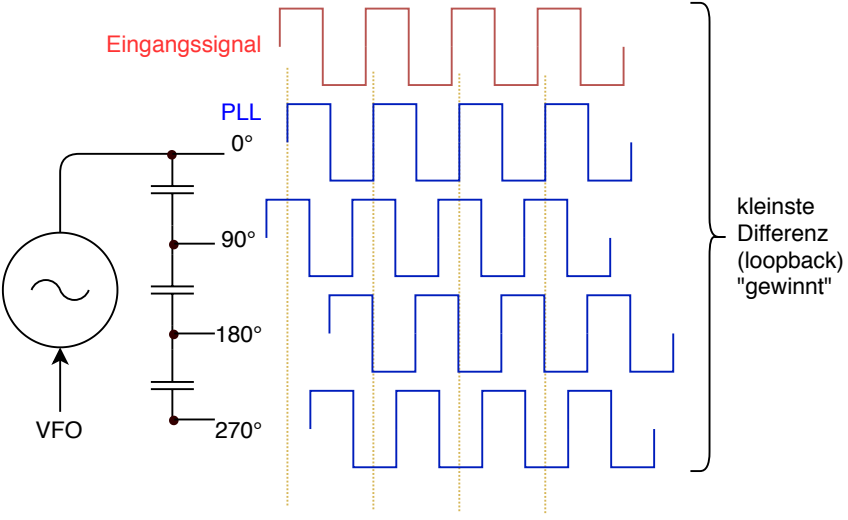 Eingangssignal
PLL
0°
90°
180°
270°
VFO
kleinste
Differenz
(loopback)
"gewinnt"